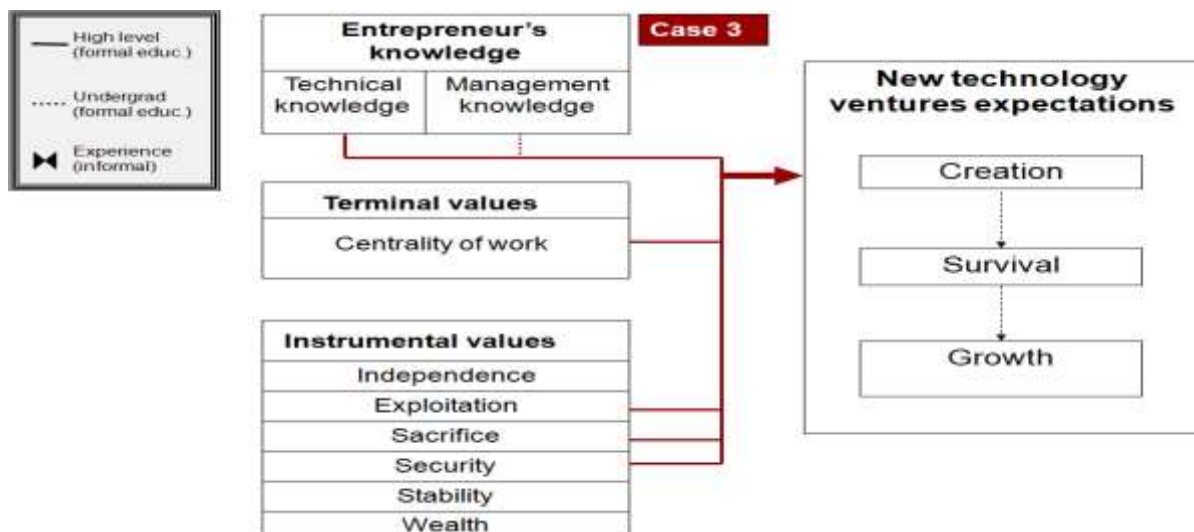 High level
(formal educ.)
Undergrad
(formal educ.)
Experience
(informal)
Entrepreneur's
knowledge
Technical
knowledge
Management
knowledge
Case 3
Terminal values
Centrality of work
Instrumental values
Independence
Exploitation
Sacrifice
Security
Stability
Wealth
New technology
ventures expectations
Creation
Survival
Growth